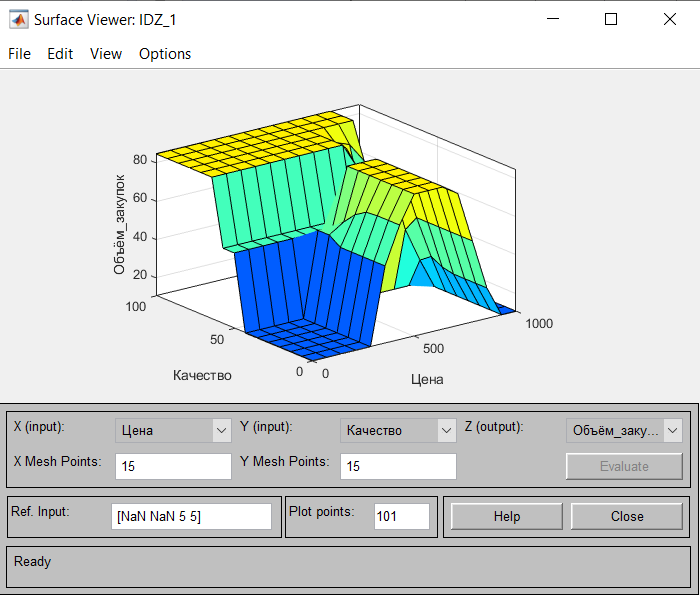 Surface Viewer: IDZ_1
File Edit View Options
80
60
40
20
Объём_закупок
100
50
0
Качество
0
500
1000
Цена
X (input): Цена Y (input): Качество Z (output): Объём_заку...
X Mesh Points: 15 Y Mesh Points: 15 Evaluate
Ref. Input: [NaN NaN 5 5] Plot points: 101 Help Close
Ready